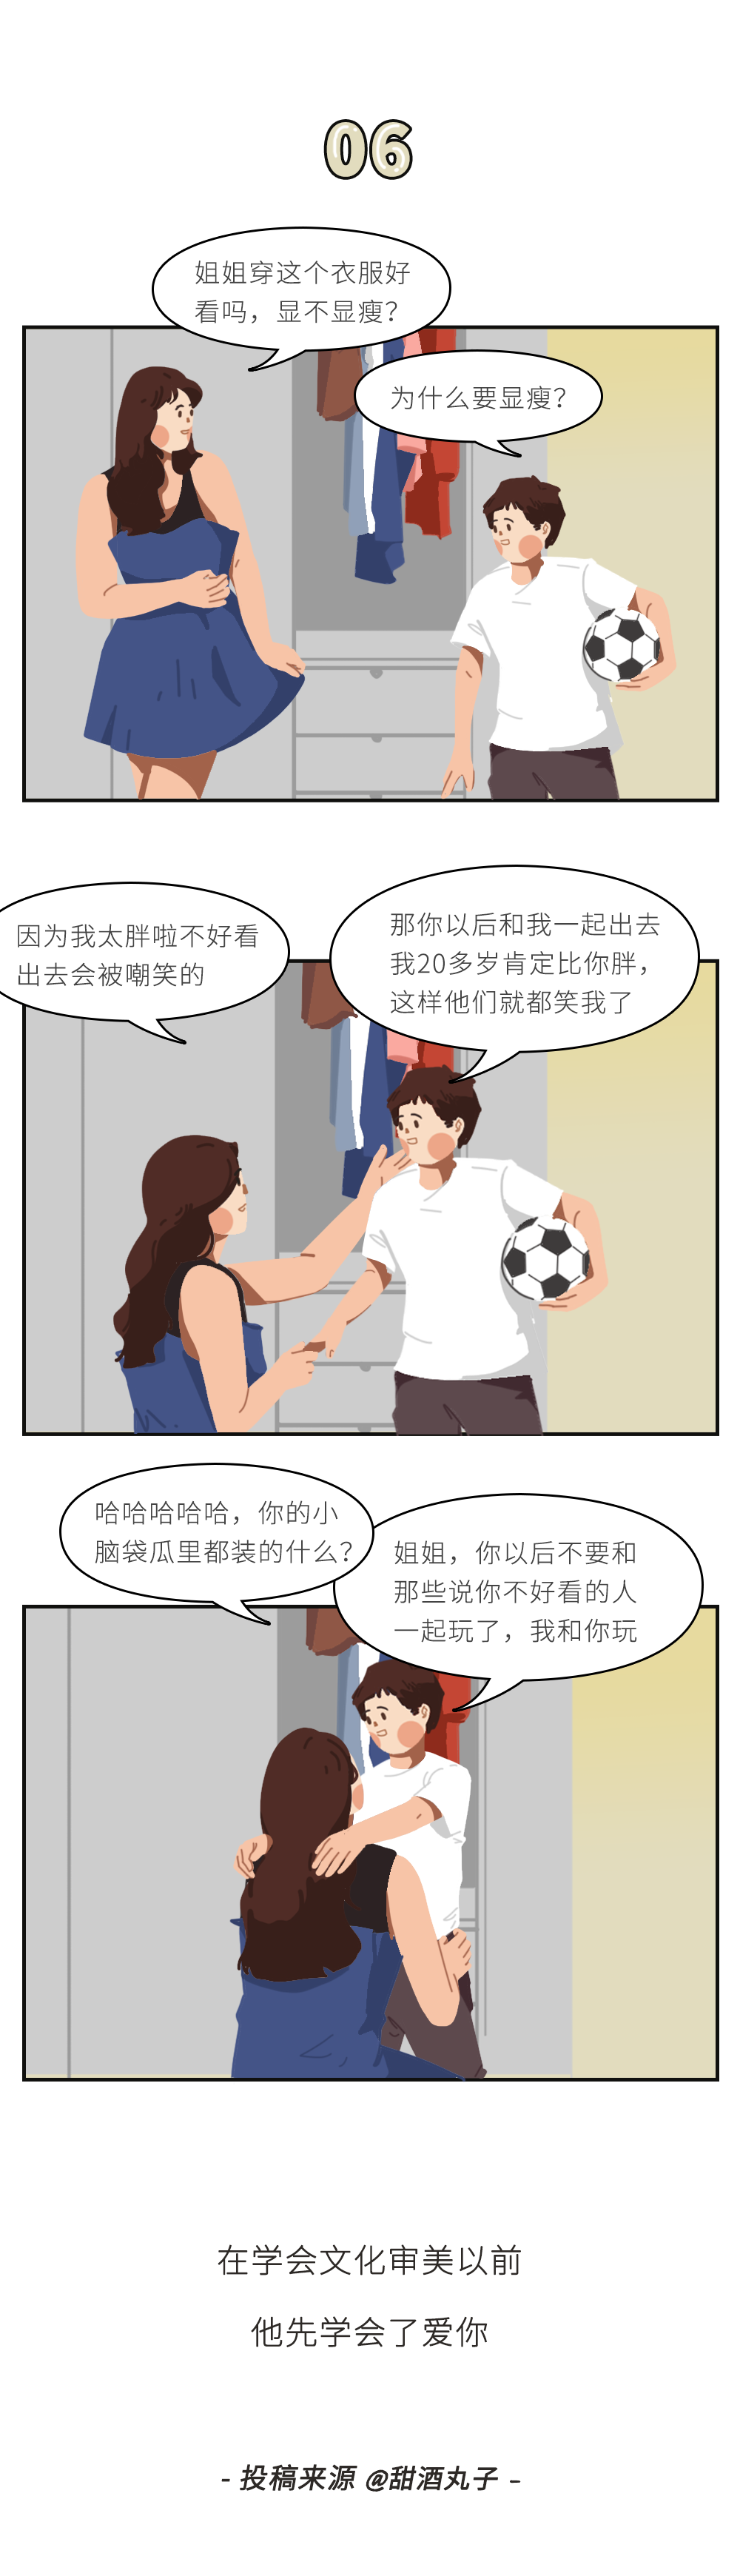 06
姐姐穿这个衣服好
看吗，显不显瘦？
为什么要显瘦？
因为我太胖啦不好看
出去会被嘲笑的
那你以后和我一起出去
我20多岁肯定比你胖，
这样他们就都笑我了
哈哈哈哈哈，你的小
脑袋瓜里都装的什么？
姐姐，你以后不要和
那些说你不好看的人
一起玩了，我和你玩
在学会文化审美以前
他先学会了爱你
- 投稿来源 @甜酒丸子 -